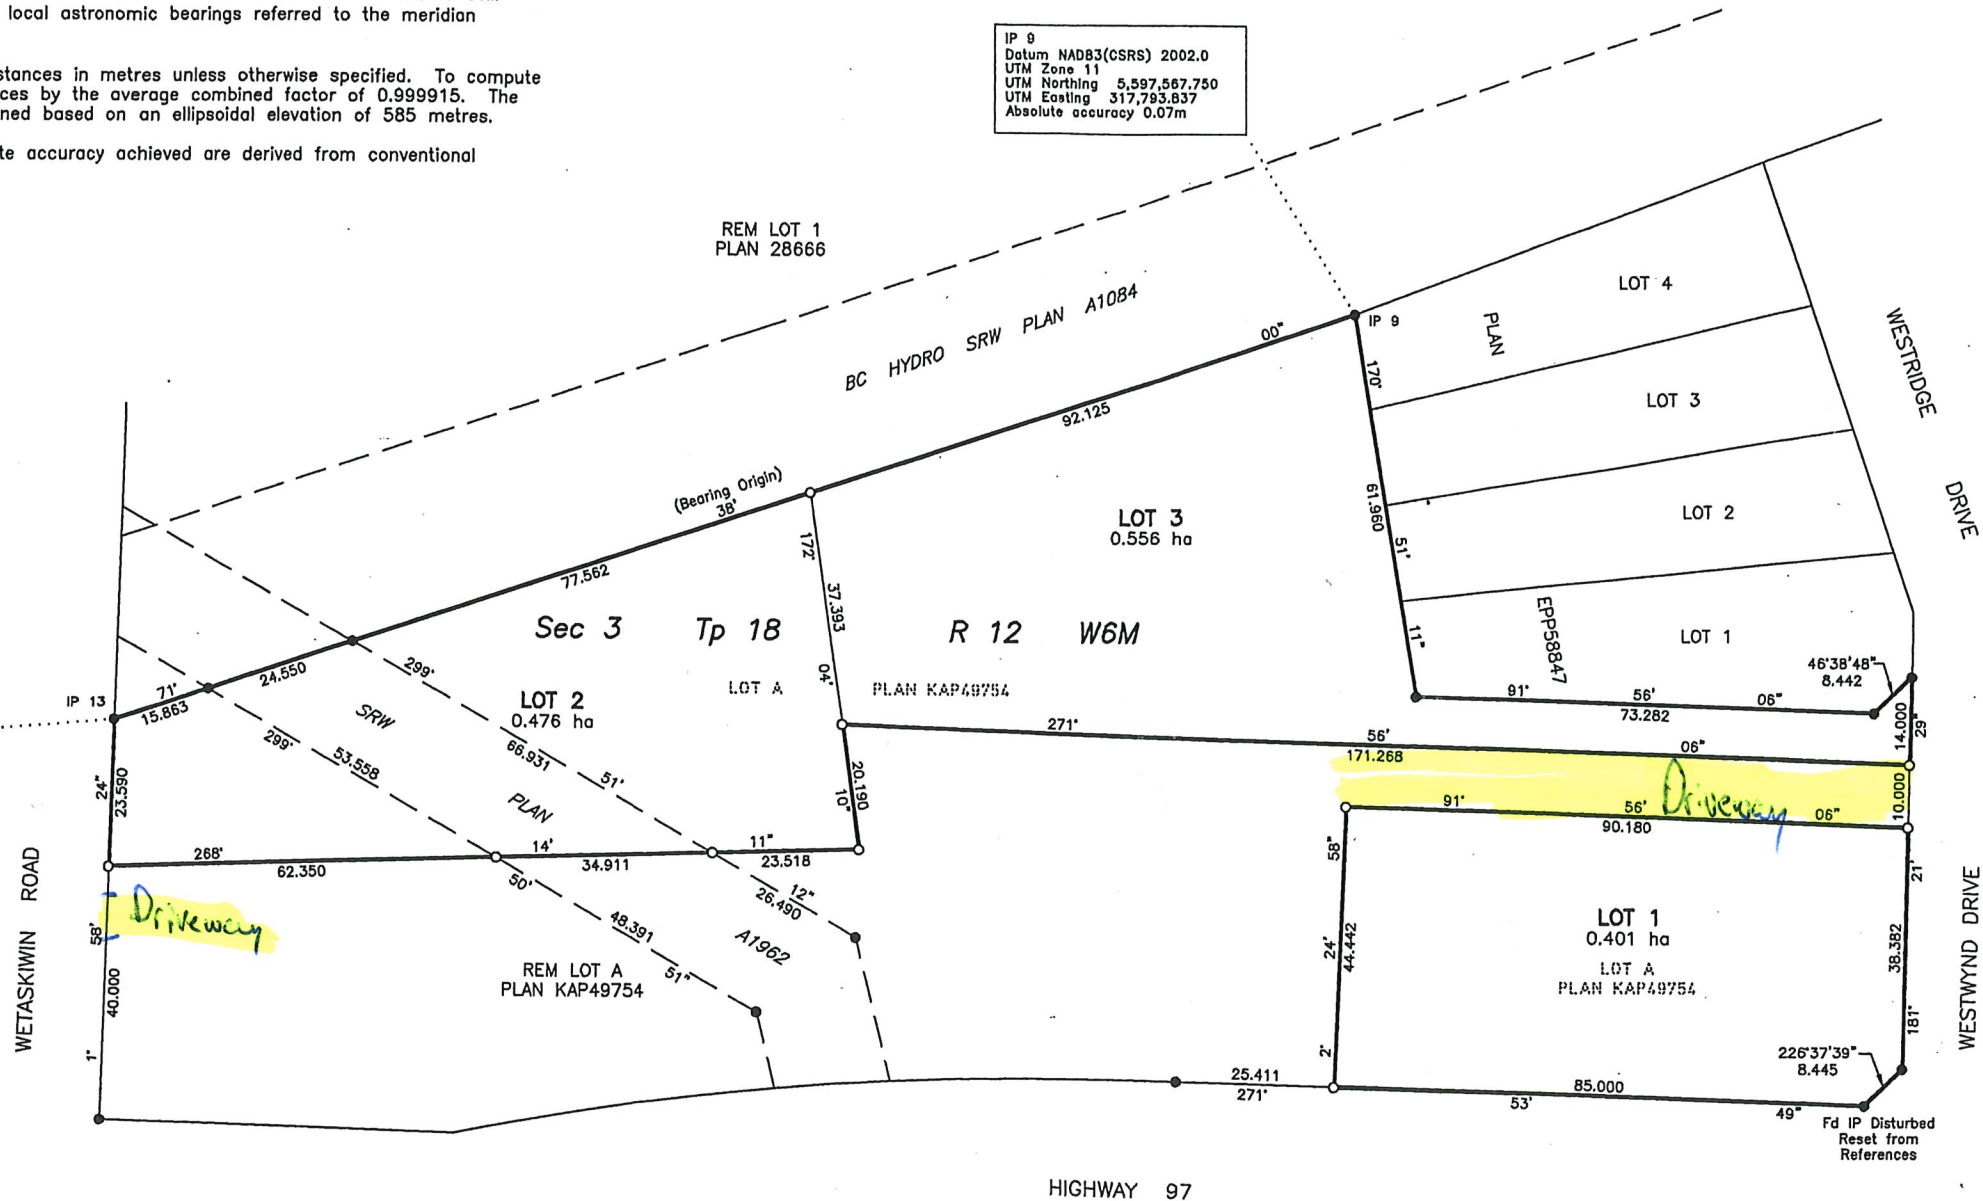 local astronomic bearings referred to the meridian
stances in metres unless otherwise specified. To compute
ces by the average combined factor of 0.999915. The
ned based on an ellipsoidal elevation of 585 metres.
te accuracy achieved are derived from conventional
IP 9
Datum NAD83(CSRS) 2002.0
UTM Zone 11
UTM Northing 5,597,567.750
UTM Easting 317,793.837
Absolute accuracy 0.07m
REM LOT 1
PLAN 28666
BC HYDRO SRW PLAN A1084
00"
IP 9
92.125
(Bearing Origin)
38'
77.562
24.550
71'
15.863
IP 13
LOT 4
PLAN
LOT 3
LOT 2
EPP58847
LOT 1
WESTRIDGE
DRIVE
170°
61.960
51'
11"
LOT 3
0.556 ha
172°
37.393
04'
20.190
10"
Sec 3 Tp 18 R 12 W6M
LOT A PLAN KAP49754
LOT 2
0.476 ha
SRW
PLAN
A1962
299°
66.931
51'
12"
26.490
299°
53.558
50'
48.391
51"
46°38'48"
8.442
91° 56' 06"
73.282
14.000
29"
271° 56' 06"
171.268
Driveway
10.000
91° 56' 06"
90.180
24"
23.590
268° 14' 11"
62.350 34.911 23.518
Driveway
58'
40.000
1°
WETASKIWIN ROAD
REM LOT A
PLAN KAP49754
58"
24'
44.442
2°
LOT 1
0.401 ha
LOT A
PLAN KAP49754
21'
38.382
181°
WESTWYND DRIVE
226°37'39"
8.445
25.411
271°
85.000
53' 49"
Fd IP Disturbed
Reset from
References
HIGHWAY 97